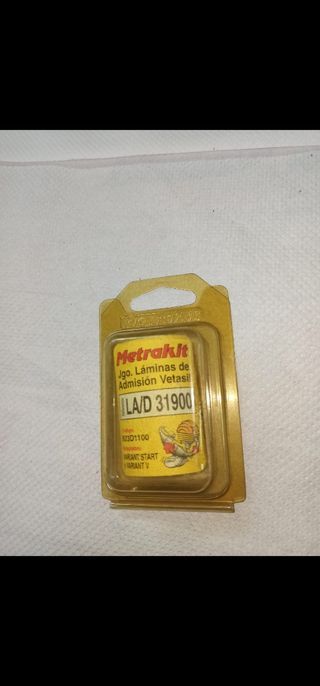 Metrakit
Jgo. Láminas de
Admisión Vetasil
LA/D 31900
VARIANT START
VARIANT V